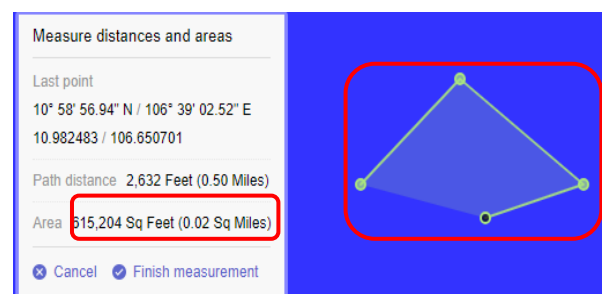 Measure distances and areas
Last point
10° 58' 56.94" N / 106° 39' 02.52" E
10.982483 / 106.650701
Path distance 2,632 Feet (0.50 Miles)
Area 615,204 Sq Feet (0.02 Sq Miles)
Cancel Finish measurement